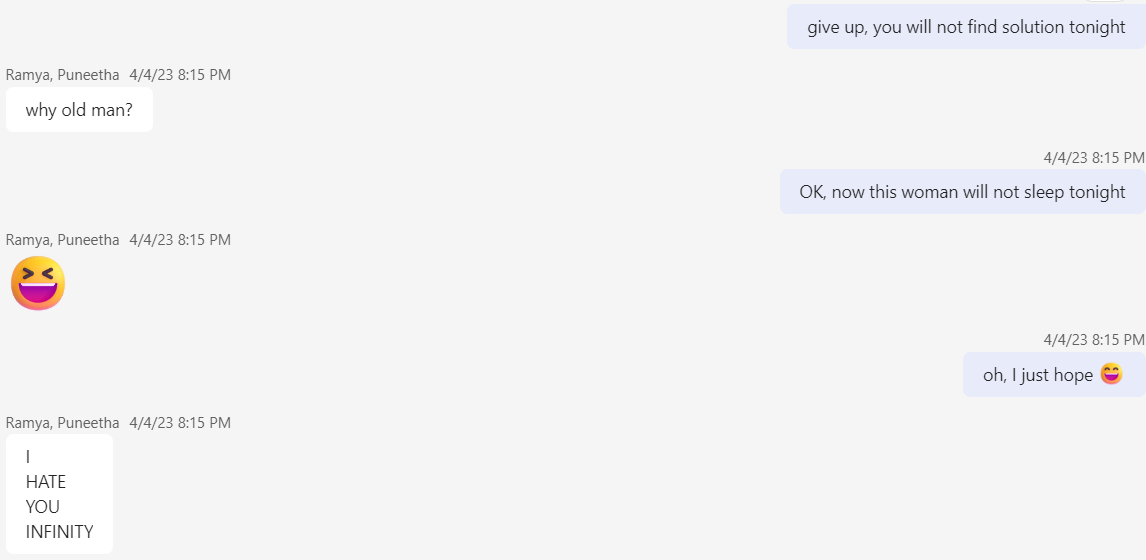 give up, you will not find solution tonight
Ramya, Puneetha 4/4/23 8:15 PM
why old man?
4/4/23 8:15 PM
OK, now this woman will not sleep tonight
Ramya, Puneetha 4/4/23 8:15 PM
4/4/23 8:15 PM
oh, I just hope 😄
Ramya, Puneetha 4/4/23 8:15 PM
I
HATE
YOU
INFINITY